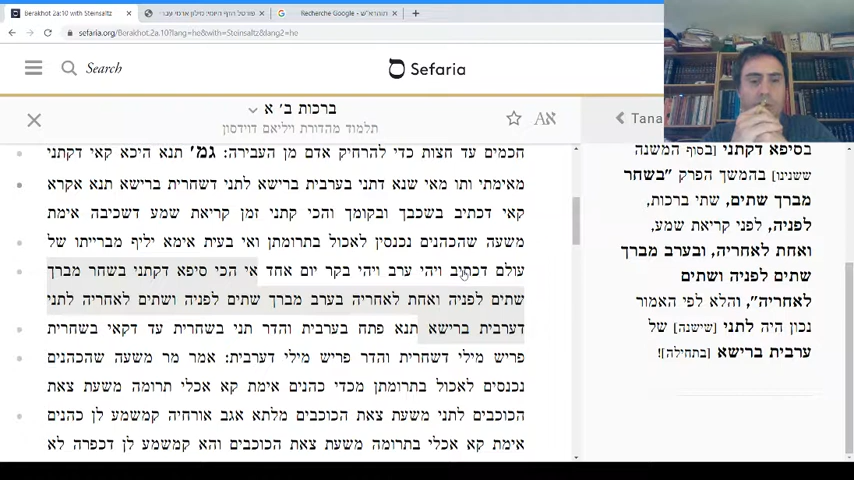 Berakhot 2a:10 with Steinsaltz
פורטל הדף היומי: מילון ארמי עברי
תותרא"ש - Recherche Google
sefaria.org/Berakhot.2a.10?lang=he&with=Steinsaltz&lang2=he
Search
Sefaria
ברכות ב׳ א
תלמוד מהדורת ויליאם דוידסון
חכמים עד חצות כדי להרחיק אדם מן העבירה: גמ׳ תנא היכא קאי דקתני
מאימתי ותו מאי שנא דתני בערבית ברישא לתני דשחרית ברישא תנא אקרא
קאי דכתיב בשכבך ובקומך והכי קתני זמן קריאת שמע דשכיבה אימת
משעה שהכהנים נכנסין לאכול בתרומתן ואי בעית אימא יליף מברייתו של
עולם דכתיב ויהי ערב ויהי בקר יום אחד אי הכי סיפא דקתני בשחר מברך
שתים לפניה ואחת לאחריה בערב מברך שתים לפניה ושתים לאחריה לתני
דערבית ברישא תנא פתח בערבית והדר תני בשחרית עד דקאי בשחרית
פריש מילי דשחרית והדר פריש מילי דערבית: אמר מר משעה שהכהנים
נכנסים לאכול בתרומתן מכדי כהנים אימת קא אכלי תרומה משעת צאת
הכוכבים לתני משעת צאת הכוכבים מלתא אגב אורחיה קמשמע לן כהנים
אימת קא אכלי בתרומה משעת צאת הכוכבים והא קמשמע לן דכפרה לא
Tana
בסיפא דקתני [בסוף המשנה
ששנינו] בהמשך הפרק "בשחר
מברך שתים, שתי ברכות,
לפניה, לפני קריאת שמע,
ואחת לאחריה, ובערב מברך
שתים לפניה ושתים
לאחריה", והלא לפי האמור
נכון היה לתני [שישנה] של
ערבית ברישא [בתחילה]!